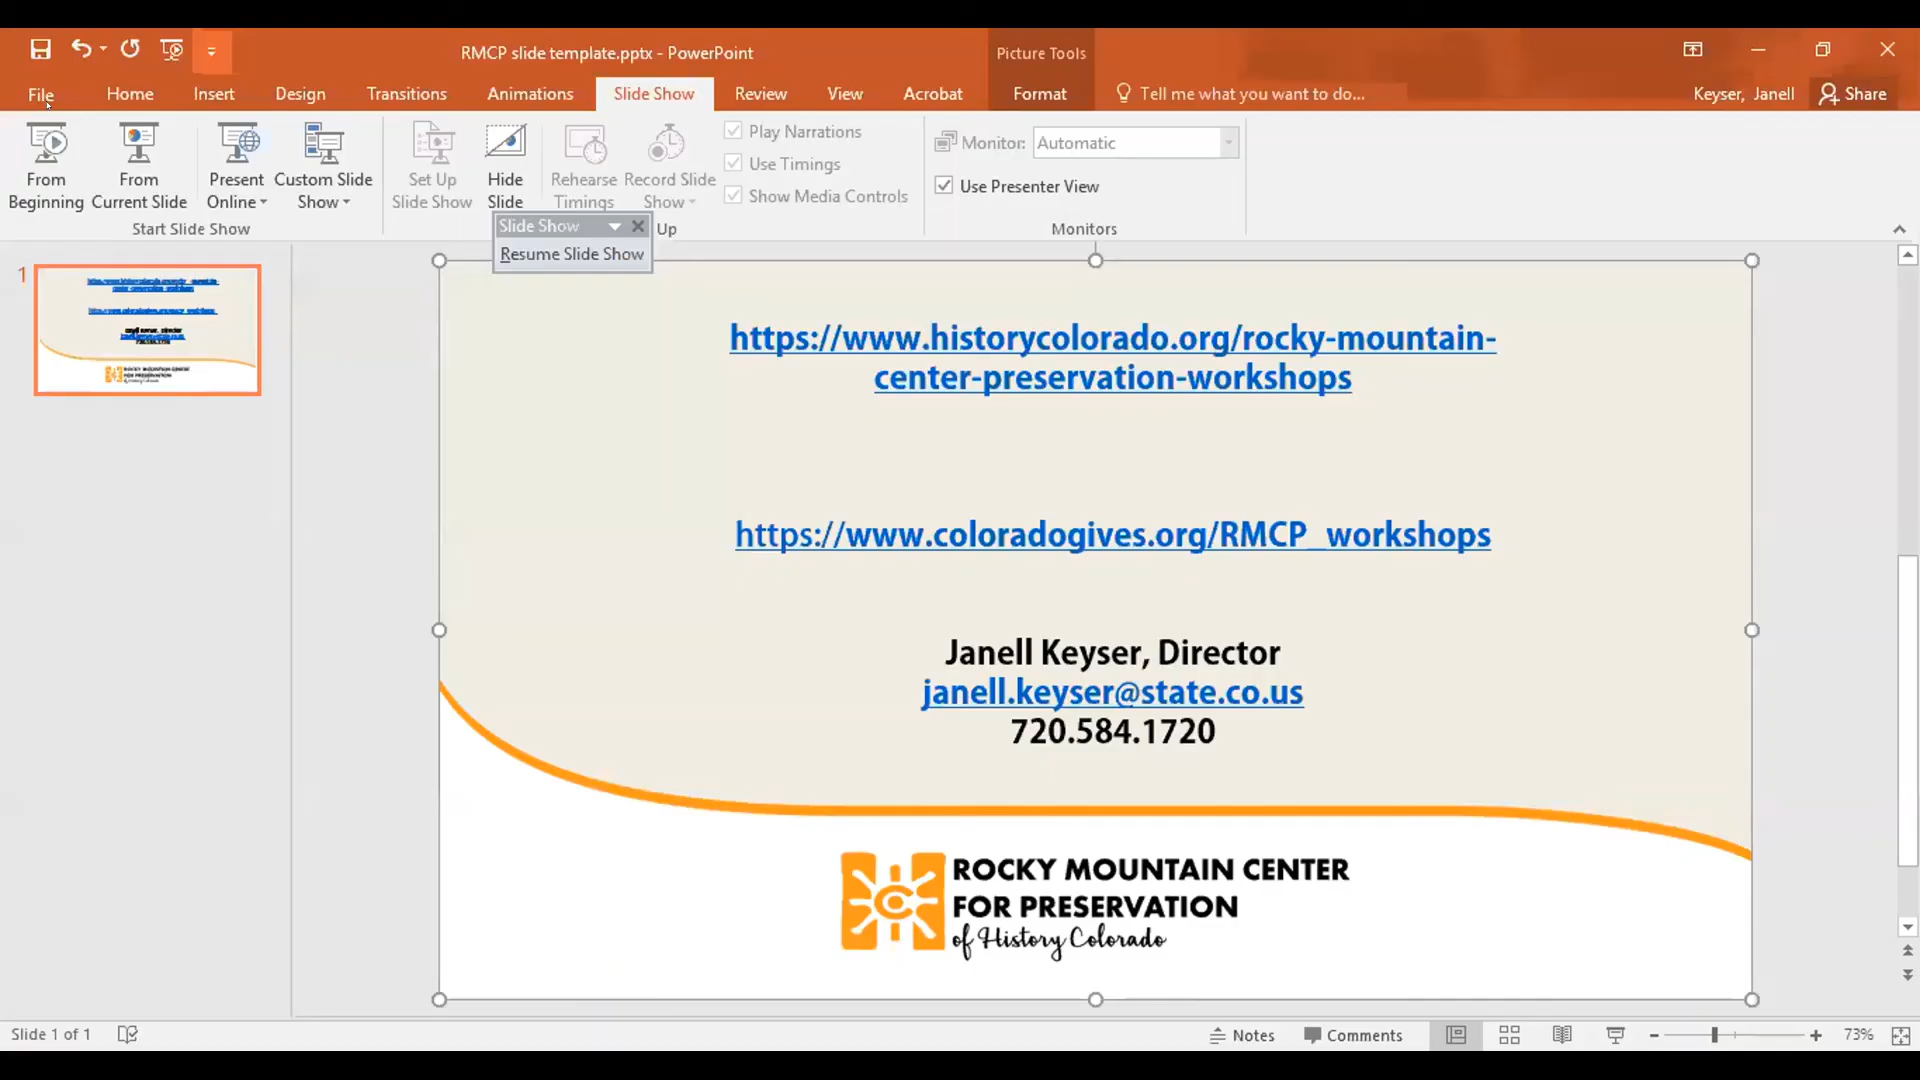 RMCP slide template.pptx - PowerPoint
Picture Tools
File
Home
Insert
Design
Transitions
Animations
Slide Show
Review
View
Acrobat
Format
Tell me what you want to do...
Keyser, Janell
Share
From
Beginning
From
Current Slide
Present
Online
Custom Slide
Show
Start Slide Show
Set Up
Slide Show
Hide
Slide
Rehearse
Timings
Record Slide
Show
Play Narrations
Use Timings
Show Media Controls
Up
Monitor:
Automatic
Use Presenter View
Monitors
Slide Show
Resume Slide Show
1
https://www.historycolorado.org/rocky-mountain-
center-preservation-workshops
https://www.coloradogives.org/RMCP_workshops
Janell Keyser, Director
janell.keyser@state.co.us
720.584.1720
ROCKY MOUNTAIN CENTER
FOR PRESERVATION
of History Colorado
Slide 1 of 1
Notes
Comments
73%